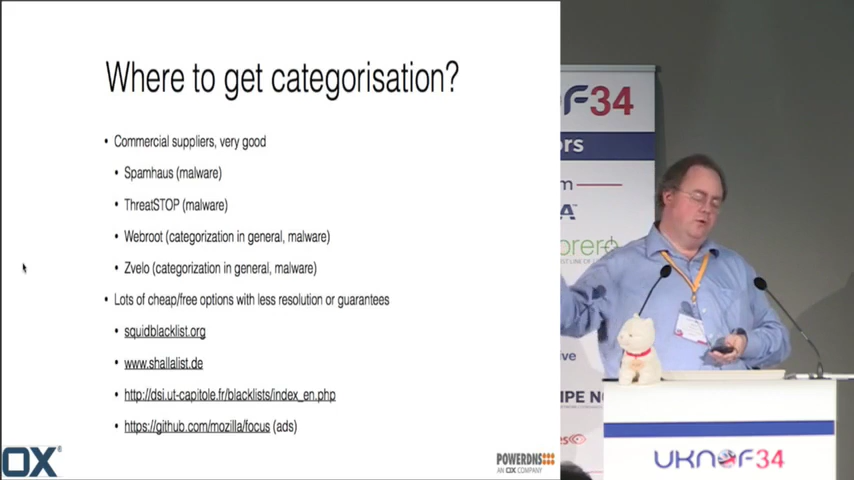 Where to get categorisation?
• Commercial suppliers, very good
• Spamhaus (malware)
• ThreatSTOP (malware)
• Webroot (categorization in general, malware)
• Zvelo (categorization in general, malware)
• Lots of cheap/free options with less resolution or guarantees
• squidblacklist.org
• www.shallalist.de
• http://dsi.ut-capitole.fr/blacklists/index_en.php
• https://github.com/mozilla/focus (ads)
OX
POWERDNS
AN OX COMPANY
F34
ors
UKNOF34